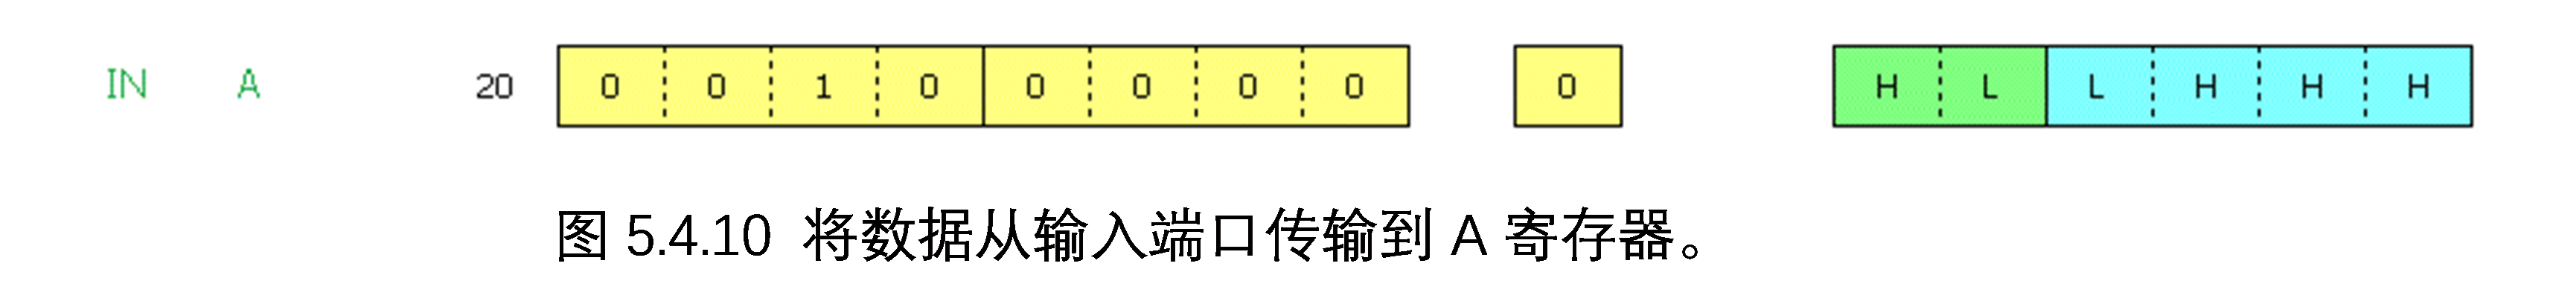 IN A 20 0 0 1 0 0 0 0 0 0 H L L H H H
图 5.4.10 将数据从输入端口传输到 A 寄存器。